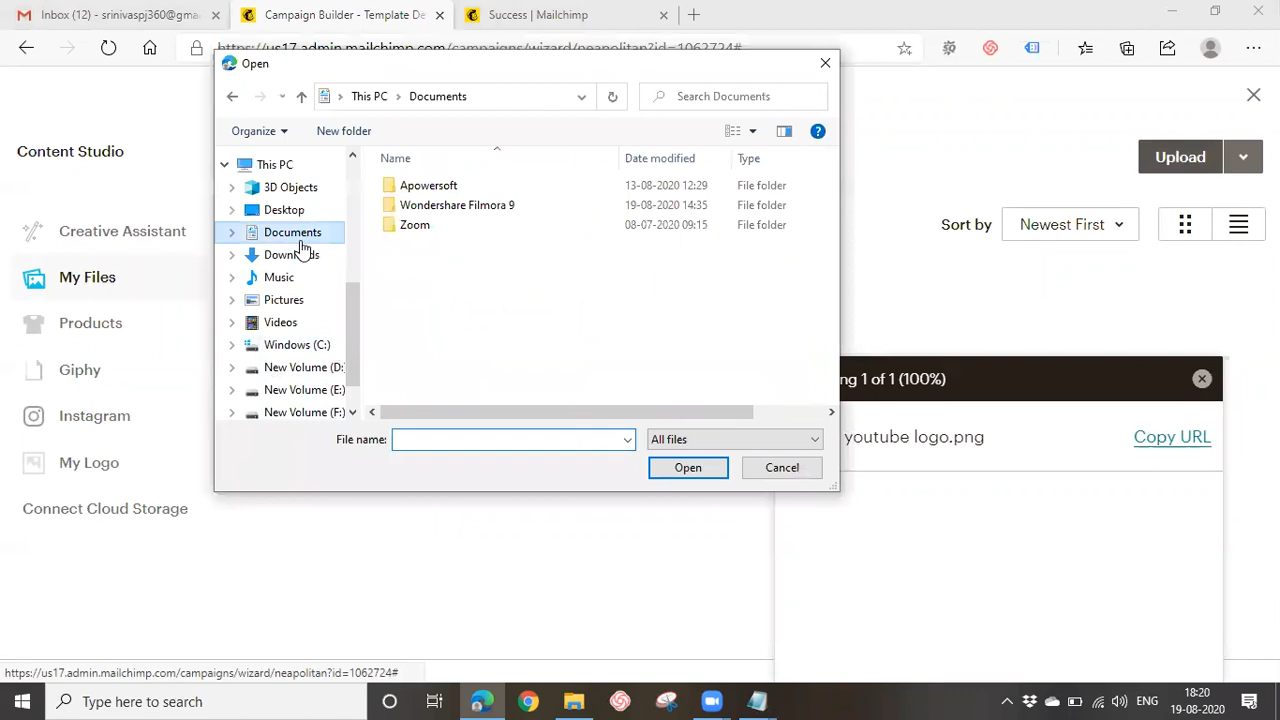 Inbox (12) - srinivaspj360@gma
Campaign Builder - Template De
Success | Mailchimp
https://us17.admin.mailchimp.com/campaigns/wizard/neapolitan?id=1062724#
Open
This PC
Documents
Search Documents
Organize
New folder
Content Studio
Upload
This PC
Name
Date modified
Type
3D Objects
Apowersoft
13-08-2020 12:29
File folder
Desktop
Wondershare Filmora 9
19-08-2020 14:35
File folder
Creative Assistant
Documents
Zoom
08-07-2020 09:15
File folder
Sort by
Newest First
Downloads
My Files
Music
Pictures
Products
Videos
Windows (C:)
Giphy
New Volume (D:
ng 1 of 1 (100%)
New Volume (E:)
Instagram
New Volume (F:)
File name:
All files
youtube logo.png
Copy URL
My Logo
Open
Cancel
Connect Cloud Storage
https://us17.admin.mailchimp.com/campaigns/wizard/neapolitan?id=1062724#
Type here to search
ENG
18:20
19-08-2020